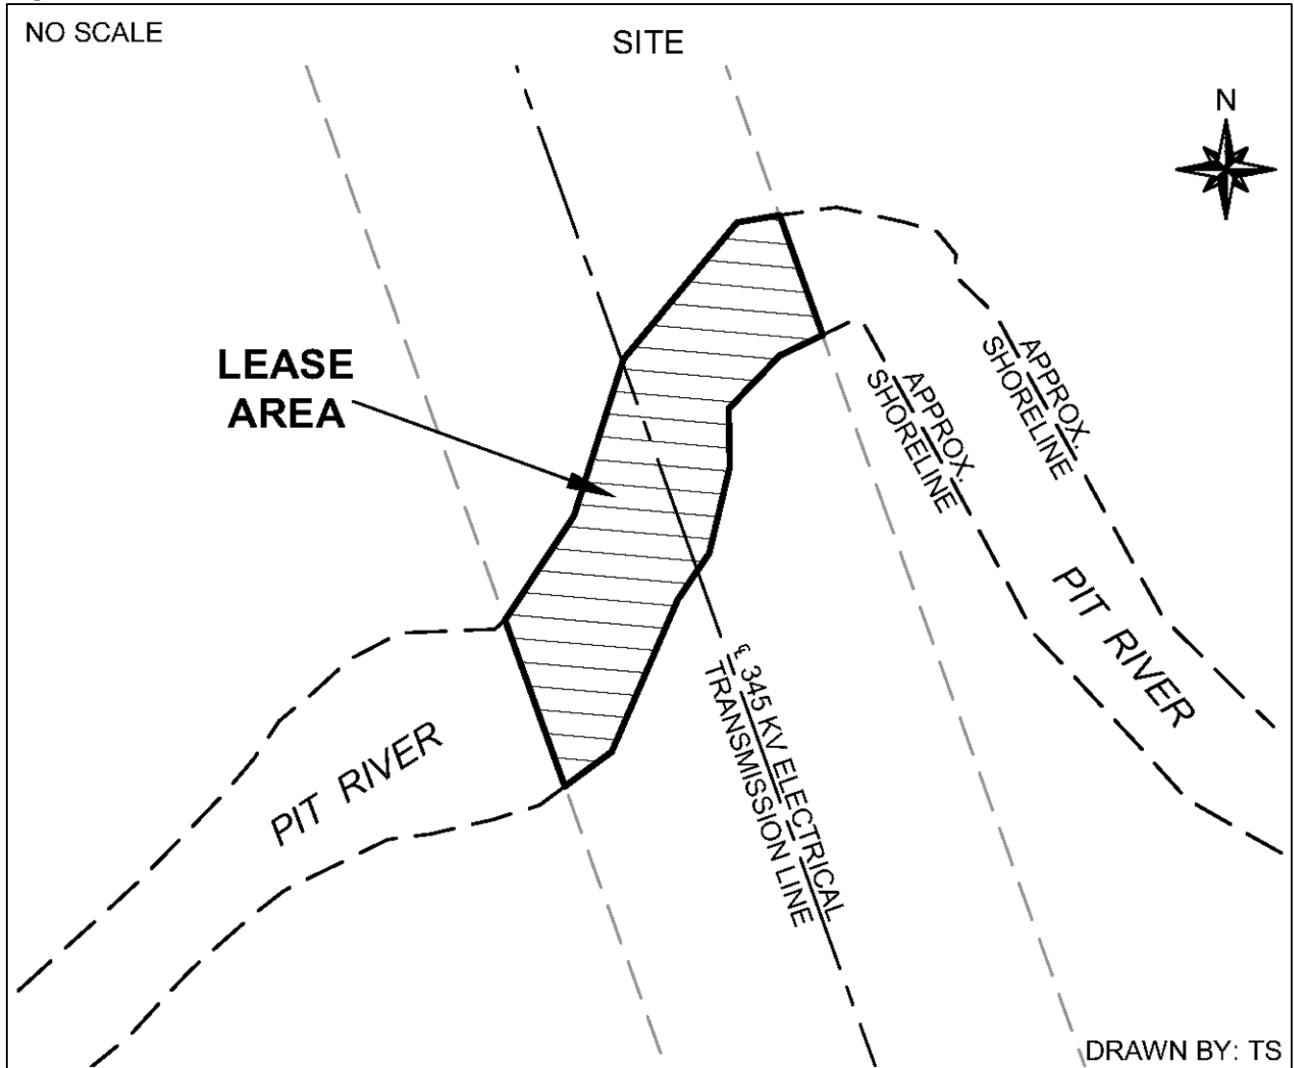 NO SCALE
SITE
N
LEASE
AREA
APPROX.
SHORELINE
APPROX.
SHORELINE
PIT RIVER
PIT RIVER
℄ 345 KV ELECTRICAL
TRANSMISSION LINE
DRAWN BY: TS